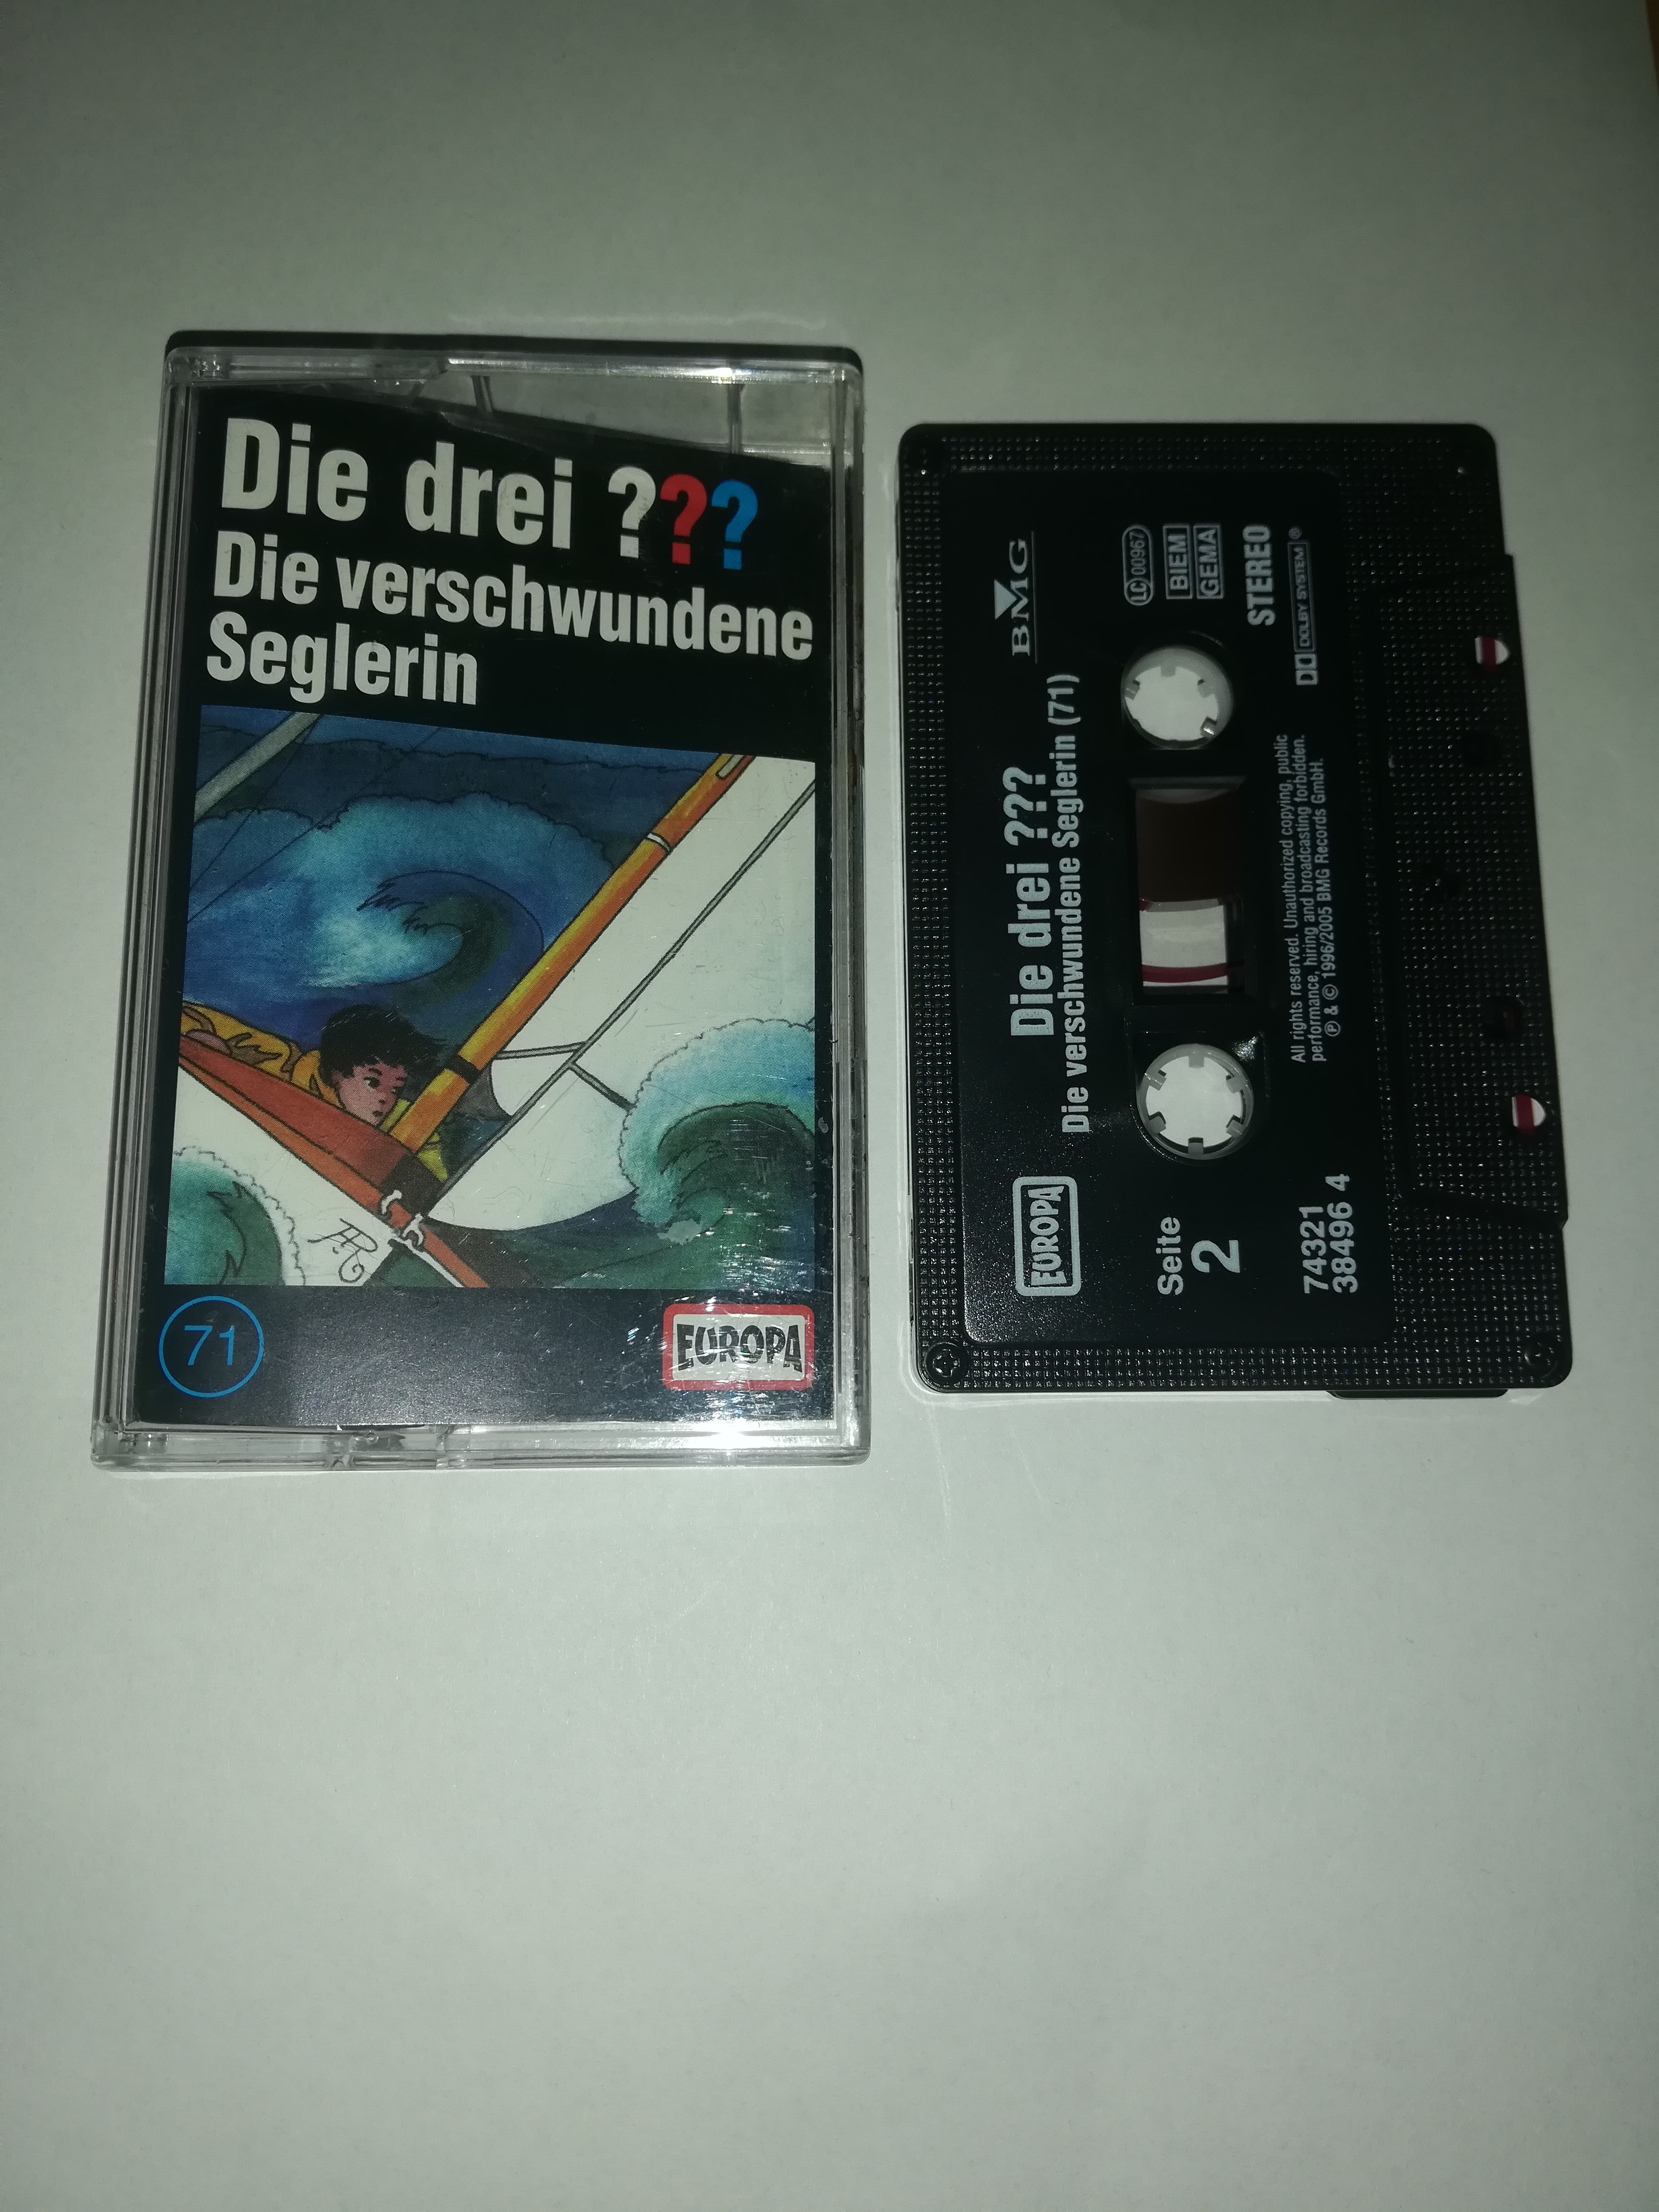 Die drei ???
Die verschwundene
Seglerin
71
EUROPA
EUROPA
Die drei ???
Die verschwundene Seglerin (71)
BMG
Seite
2
LC 00967
BIEM
GEMA
STEREO
DOLBY SYSTEM®
74321
38496 4
All rights reserved. Unauthorized copying, public
performance, hiring and broadcasting forbidden.
℗ & © 1996/2005 BMG Records GmbH.